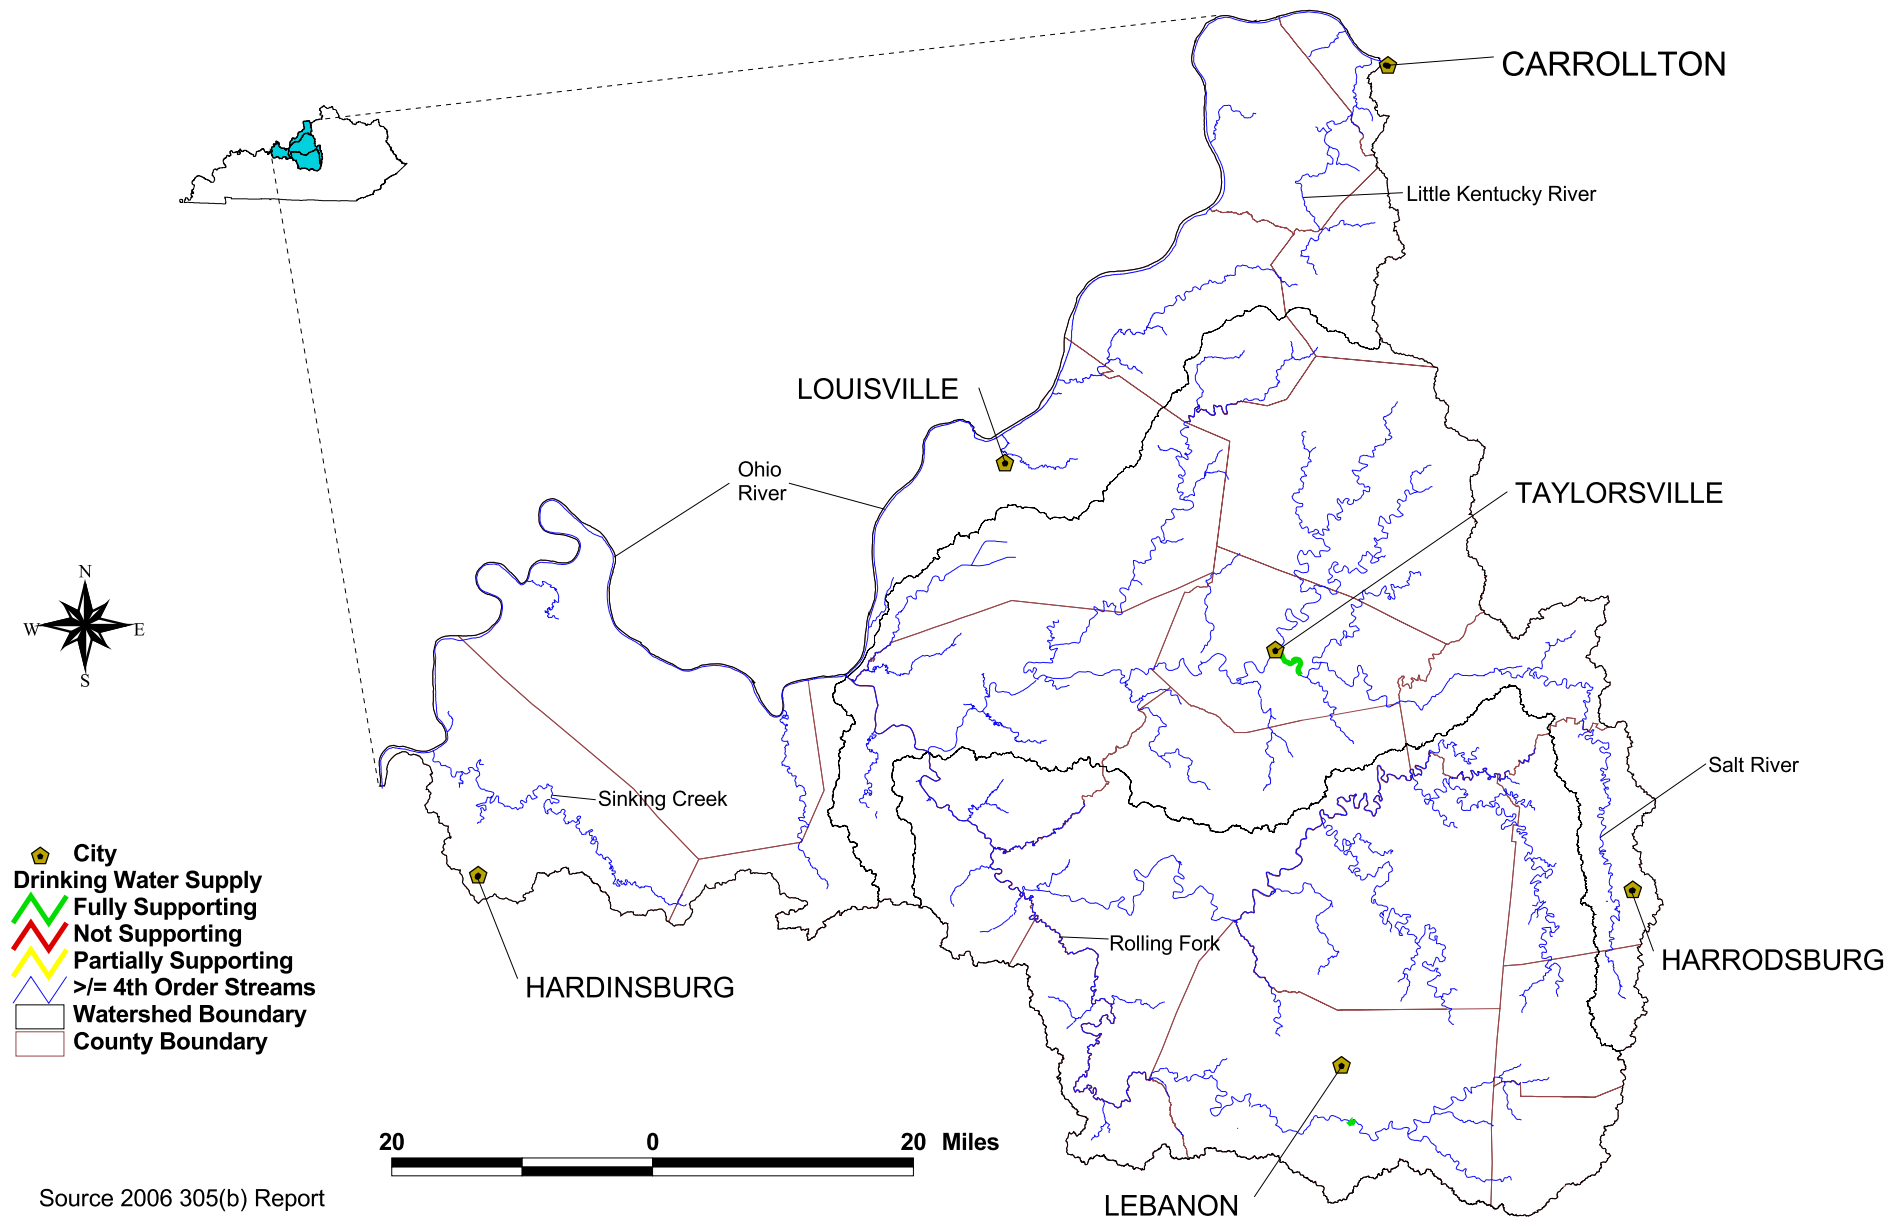 CARROLLTON
Little Kentucky River
LOUISVILLE
Ohio
River
TAYLORSVILLE
N
W
E
S
Salt River
Sinking Creek
City
Drinking Water Supply
Fully Supporting
Not Supporting
Partially Supporting
>/= 4th Order Streams
Watershed Boundary
County Boundary
Rolling Fork
HARRODSBURG
HARDINSBURG
20 0 20 Miles
Source 2006 305(b) Report
LEBANON